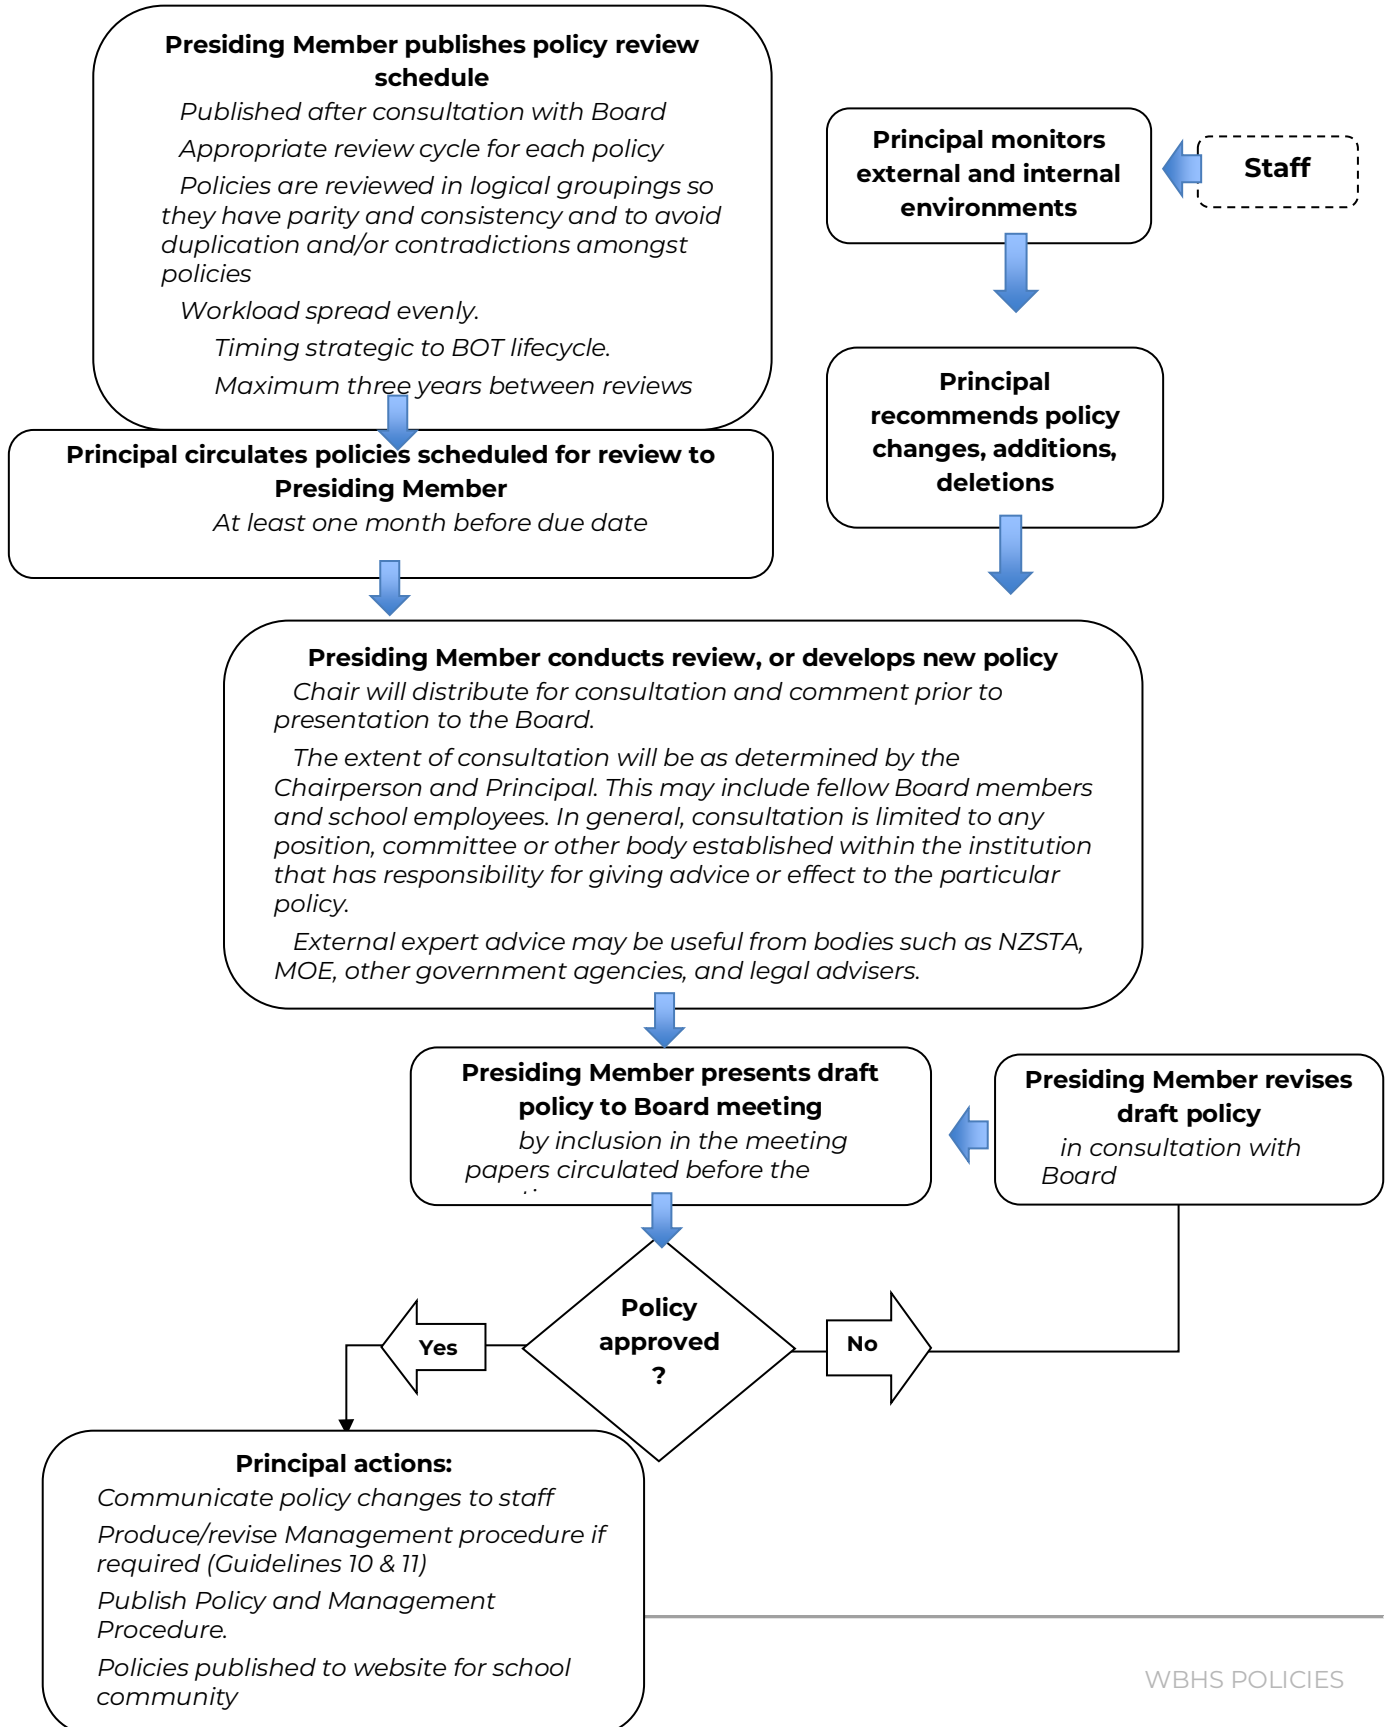 Presiding Member publishes policy review
schedule
Published after consultation with Board
Appropriate review cycle for each policy
Policies are reviewed in logical groupings so
they have parity and consistency and to avoid
duplication and/or contradictions amongst
policies
Workload spread evenly.
Timing strategic to BOT lifecycle.
Maximum three years between reviews
Principal monitors
external and internal
environments
Staff
Principal
recommends policy
changes, additions,
deletions
Principal circulates policies scheduled for review to
Presiding Member
At least one month before due date
Presiding Member conducts review, or develops new policy
Chair will distribute for consultation and comment prior to
presentation to the Board.
The extent of consultation will be as determined by the
Chairperson and Principal. This may include fellow Board members
and school employees. In general, consultation is limited to any
position, committee or other body established within the institution
that has responsibility for giving advice or effect to the particular
policy.
External expert advice may be useful from bodies such as NZSTA,
MOE, other government agencies, and legal advisers.
Presiding Member presents draft
policy to Board meeting
by inclusion in the meeting
papers circulated before the
Presiding Member revises
draft policy
in consultation with
Board
Policy
approved
?
Yes
No
Principal actions:
Communicate policy changes to staff
Produce/revise Management procedure if
required (Guidelines 10 & 11)
Publish Policy and Management
Procedure.
Policies published to website for school
community
WBHS POLICIES